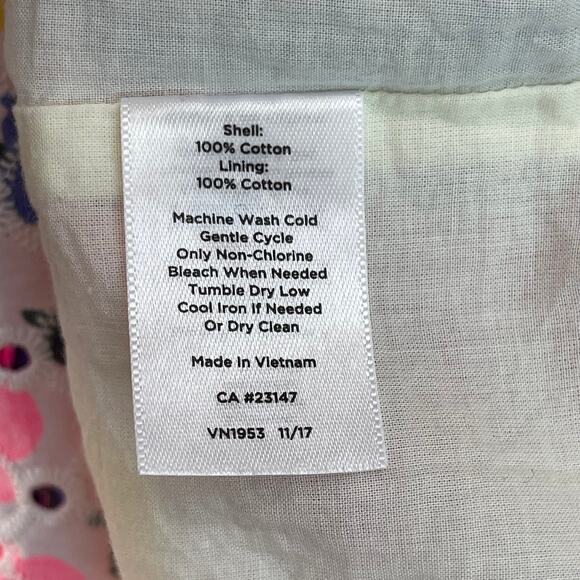 Shell:
100% Cotton
Lining:
100% Cotton
Machine Wash Cold
Gentle Cycle
Only Non-Chlorine
Bleach When Needed
Tumble Dry Low
Cool Iron If Needed
Or Dry Clean
Made In Vietnam
CA #23147
VN1953 11/17